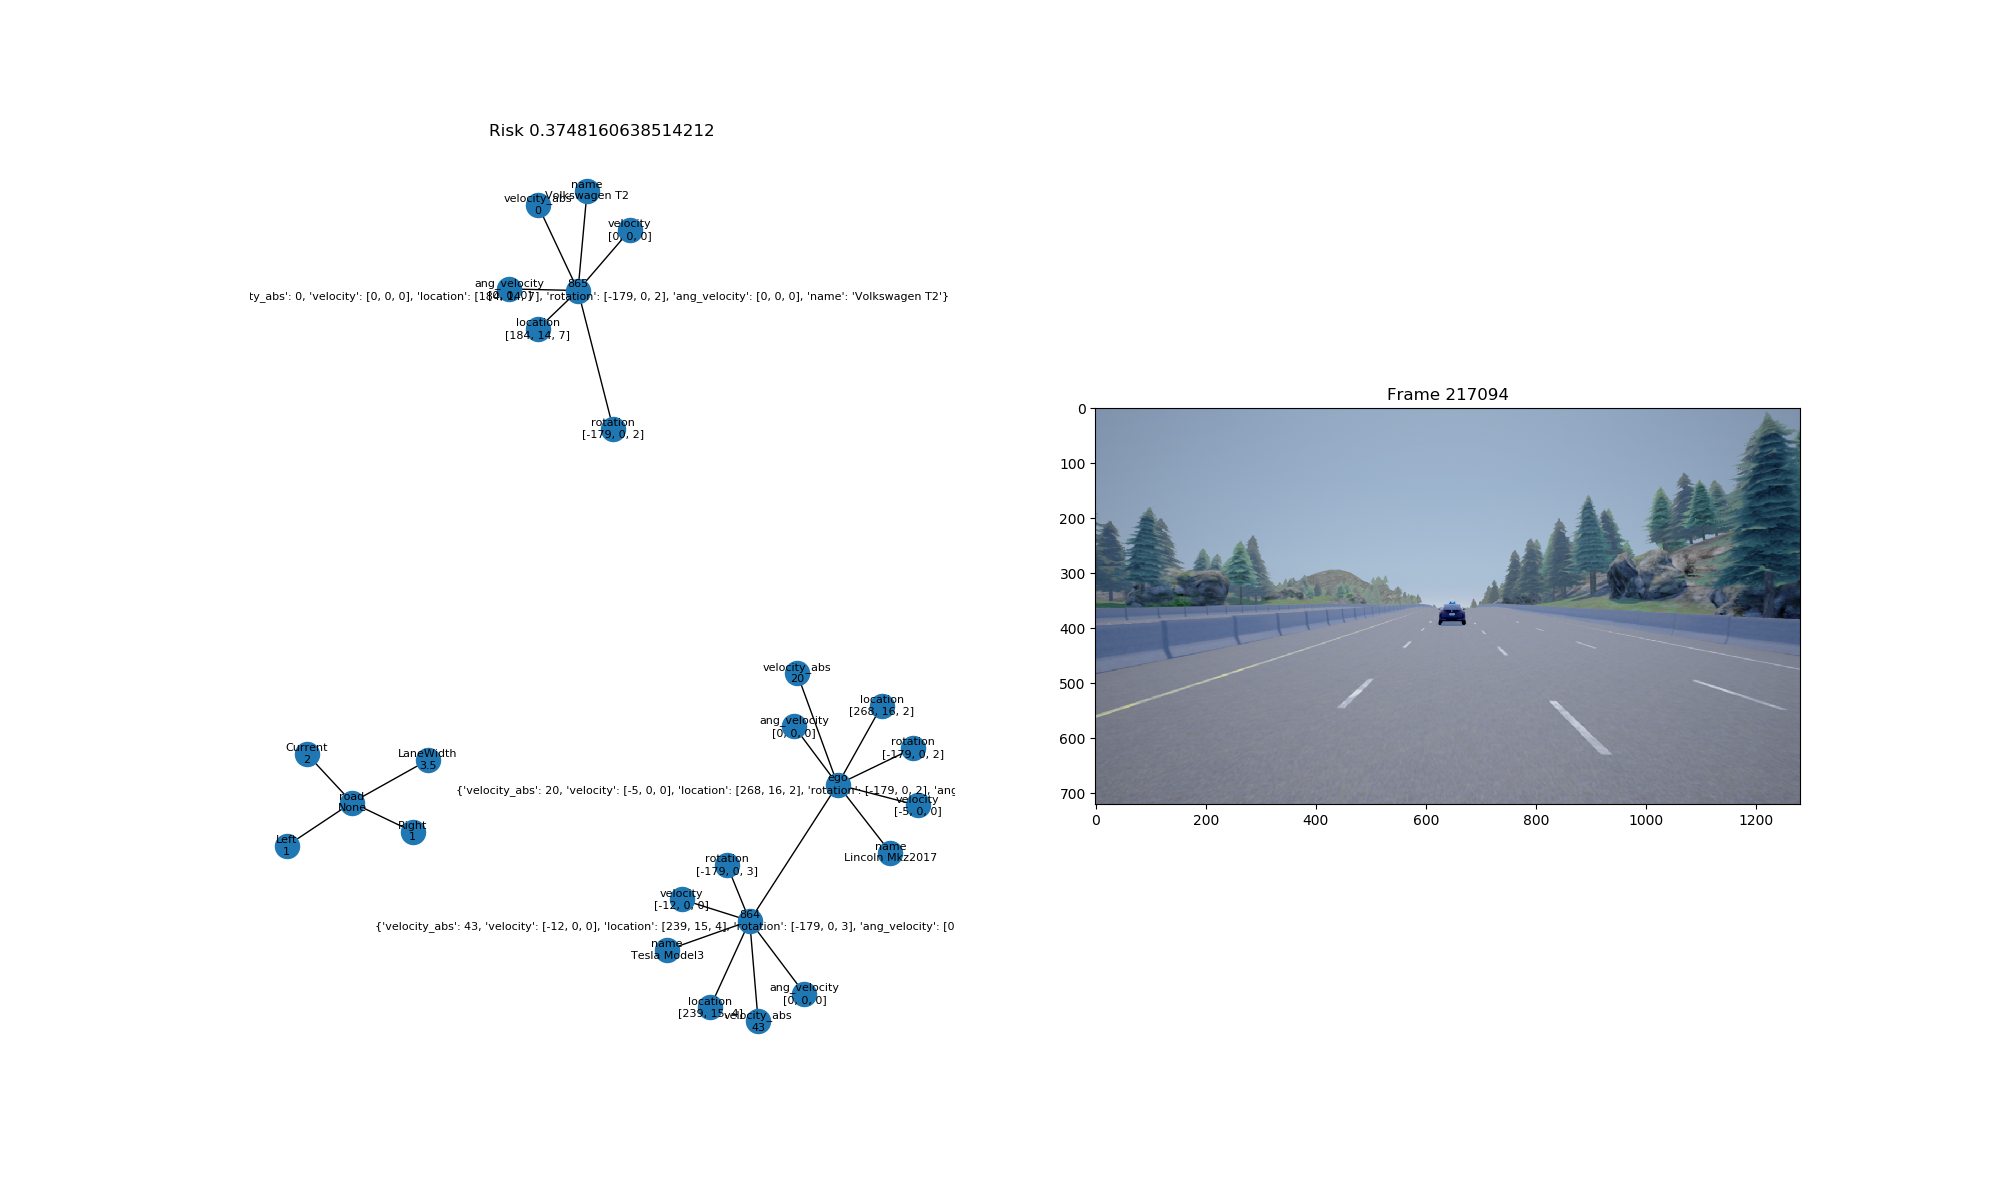 Risk 0.3748160638514212
name
Volkswagen T2
velocity_abs
0
velocity
[0, 0, 0]
865
ty_abs': 0, 'velocity': [0, 0, 0], 'location': [184, 14, 7], 'rotation': [-179, 0, 2], 'ang_velocity': [0, 0, 0], 'name': 'Volkswagen T2'}
ang_velocity
[0, 0, 0]
location
[184, 14, 7]
rotation
[-179, 0, 2]
velocity_abs
20
location
[268, 16, 2]
ang_velocity
[0, 0, 0]
rotation
[-179, 0, 2]
ego
{'velocity_abs': 20, 'velocity': [-5, 0, 0], 'location': [268, 16, 2], 'rotation': [-179, 0, 2], 'ang
velocity
[-5, 0, 0]
name
Lincoln Mkz2017
Current
2
LaneWidth
3.5
road
None
Left
1
Right
1
rotation
[-179, 0, 3]
velocity
[-12, 0, 0]
864
{'velocity_abs': 43, 'velocity': [-12, 0, 0], 'location': [239, 15, 4], 'rotation': [-179, 0, 3], 'ang_velocity': [0
name
Tesla Model3
location
[239, 15, 4]
velocity_abs
43
ang_velocity
[0, 0, 0]
Frame 217094
0
100
200
300
400
500
600
700
0
200
400
600
800
1000
1200